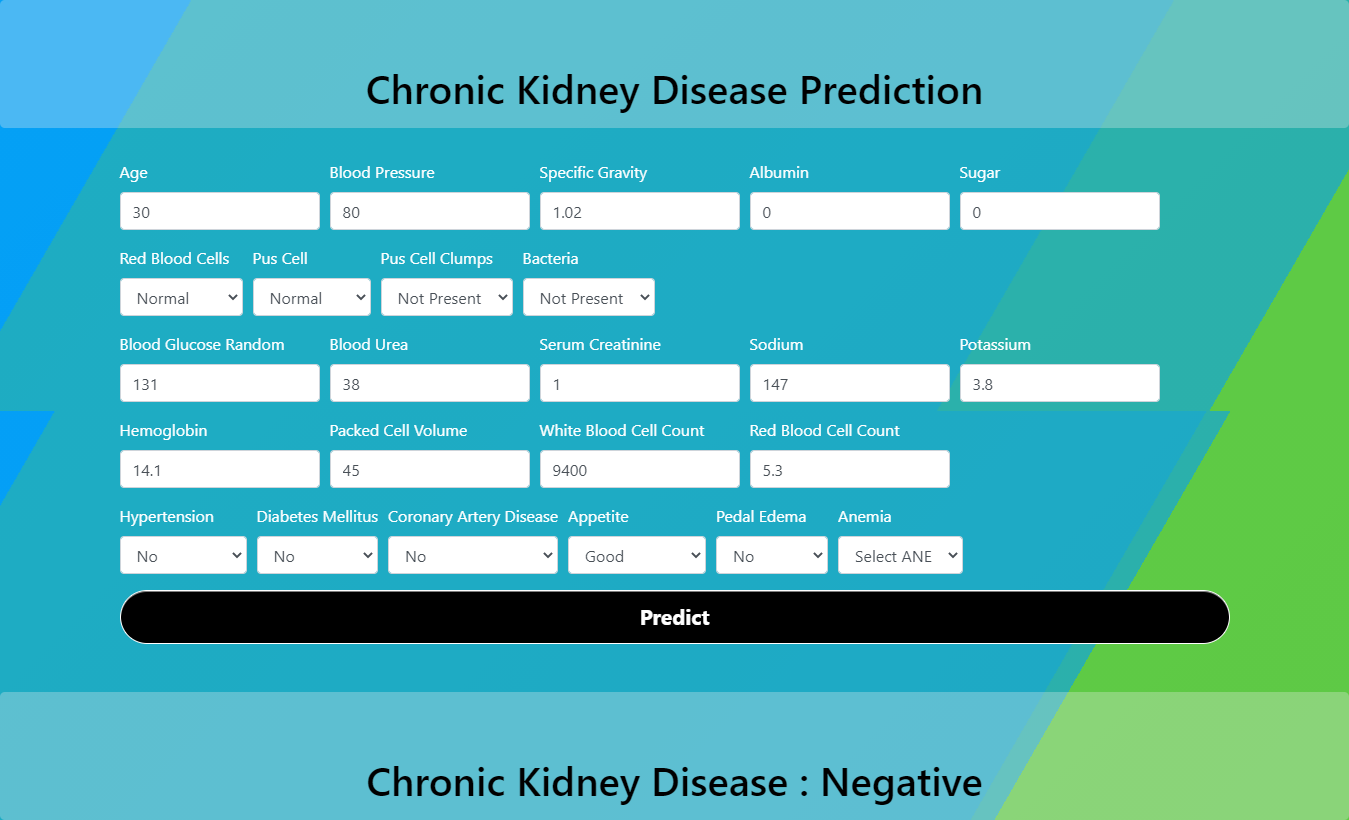 Chronic Kidney Disease Prediction
Age Blood Pressure Specific Gravity Albumin Sugar
30 80 1.02 0 0
Red Blood Cells Pus Cell Pus Cell Clumps Bacteria
Normal Normal Not Present Not Present
Blood Glucose Random Blood Urea Serum Creatinine Sodium Potassium
131 38 1 147 3.8
Hemoglobin Packed Cell Volume White Blood Cell Count Red Blood Cell Count
14.1 45 9400 5.3
Hypertension Diabetes Mellitus Coronary Artery Disease Appetite Pedal Edema Anemia
No No No Good No Select ANE
Predict
Chronic Kidney Disease : Negative